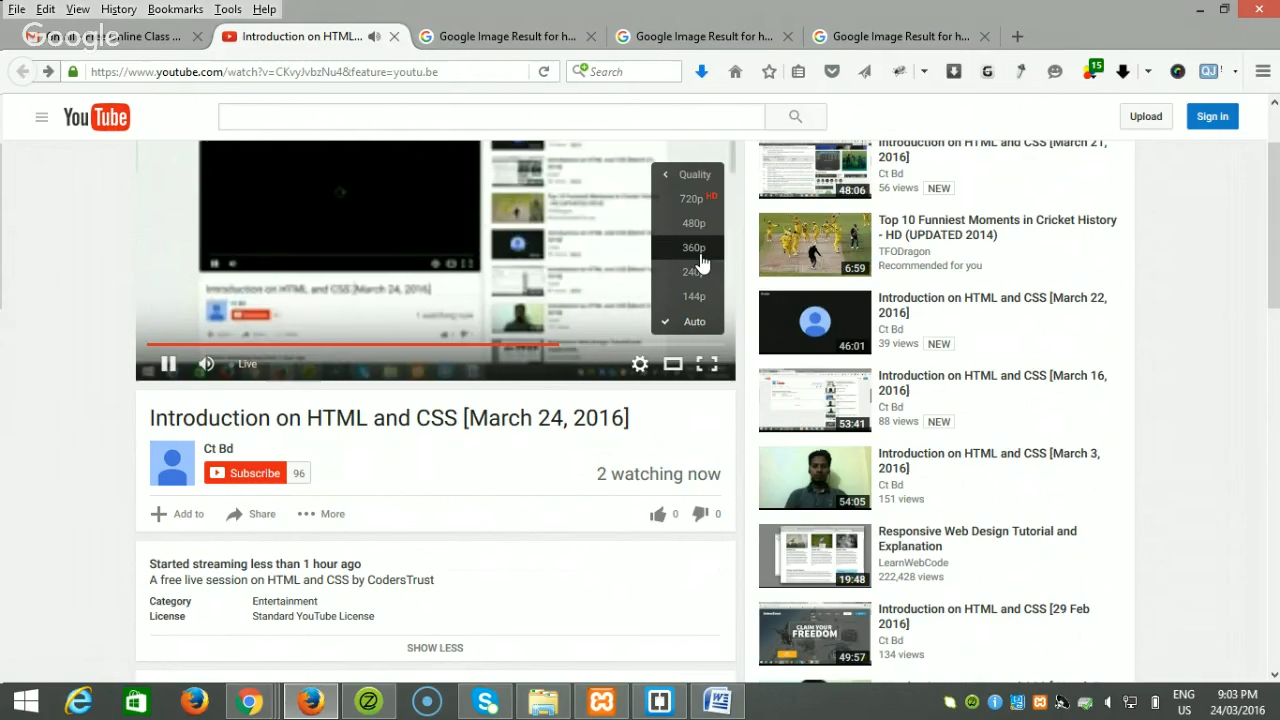 File Edit View History Bookmarks Tools Help
Google
Introduction on HTML...
Google Image Result for h...
Google Image Result for h...
Google Image Result for h...
https://www.youtube.com/watch?v=CKvyJvbzNu4&feature=youtu.be
Search
15
YouTube
Upload
Sign in
Quality
720p HD
480p
360p
240
144p
Auto
Live
Introduction on HTML and CSS [March 24, 2016]
Ct Bd
Subscribe 96
2 watching now
Add to Share More
0 0
arted streaming less
free live session on HTML and CSS by CodersTrust
Category Entertainment
License Standard YouTube License
SHOW LESS
Introduction on HTML and CSS [March 21,
2016]
Ct Bd
56 views NEW
48:06
Top 10 Funniest Moments in Cricket History
- HD (UPDATED 2014)
TFODragon
Recommended for you
6:59
Introduction on HTML and CSS [March 22,
2016]
Ct Bd
39 views NEW
46:01
Introduction on HTML and CSS [March 16,
2016]
Ct Bd
88 views NEW
53:41
Introduction on HTML and CSS [March 3,
2016]
Ct Bd
151 views
54:05
Responsive Web Design Tutorial and
Explanation
LearnWebCode
222,428 views
19:48
Introduction on HTML and CSS [29 Feb
2016]
Ct Bd
134 views
CLAIM YOUR
FREEDOM
49:57
ENG
US
9:03 PM
24/03/2016